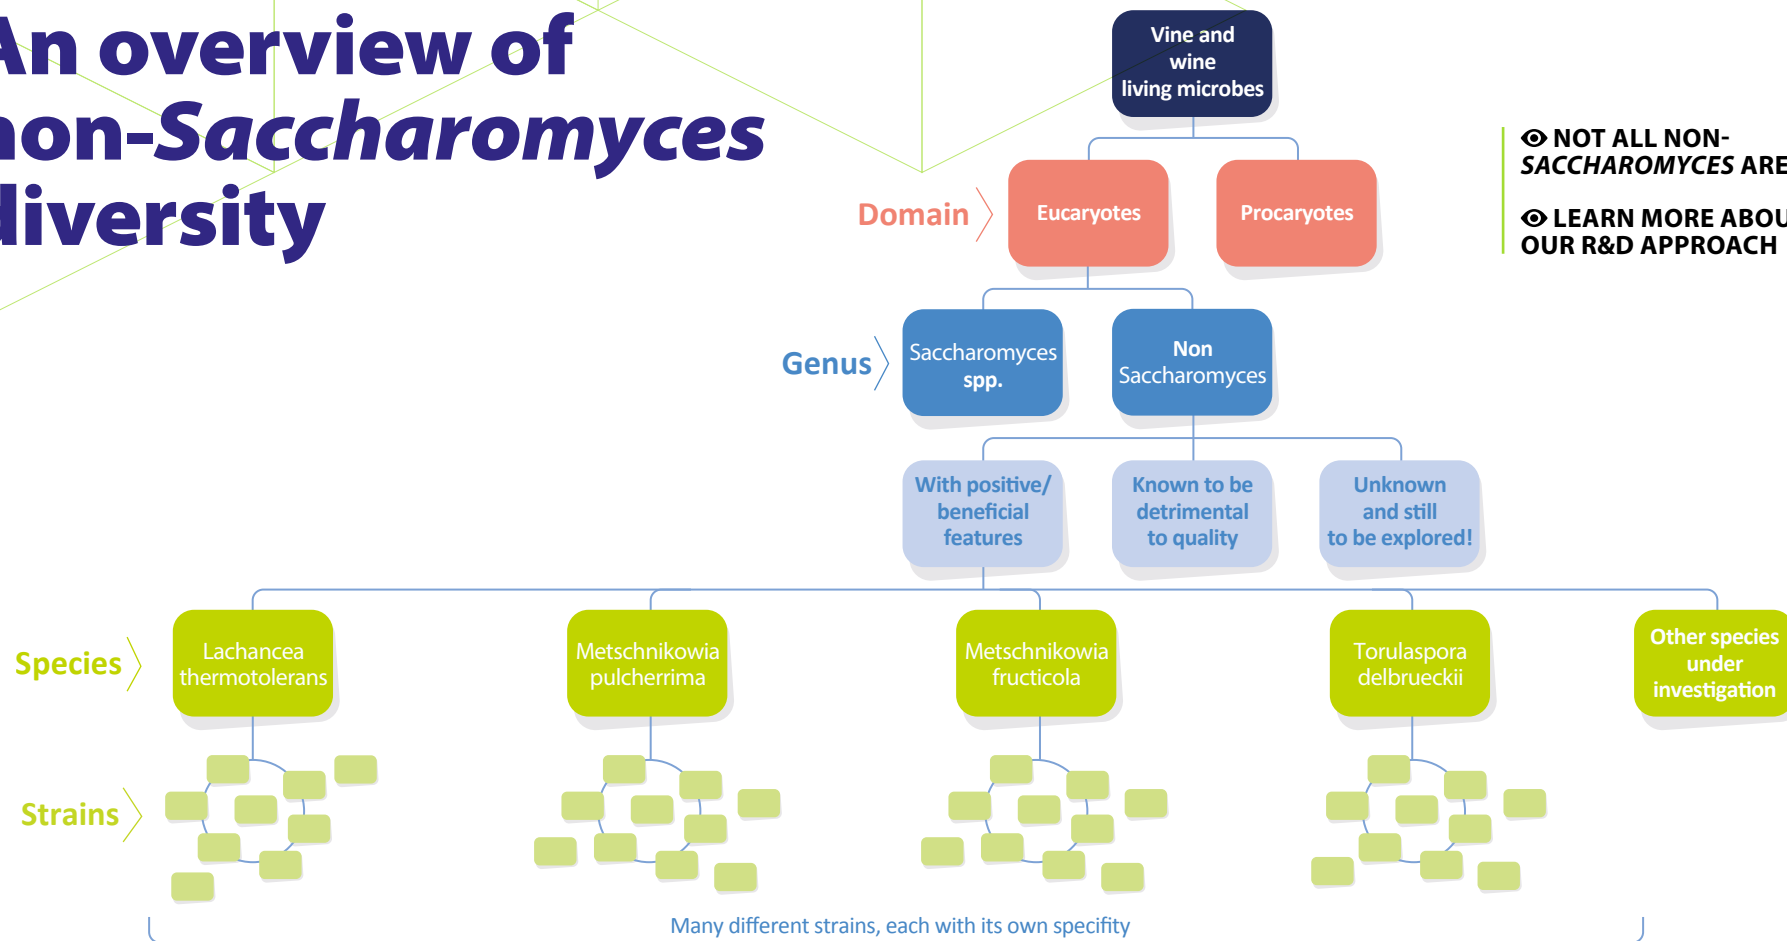 An overview of
non-Saccharomyces
diversity
Vine and
wine
living microbes
NOT ALL NON-
SACCHAROMYCES ARE
LEARN MORE ABOU
OUR R&D APPROACH
Domain
Eucaryotes
Procaryotes
Genus
Saccharomyces
spp.
Non
Saccharomyces
With positive/
beneficial
features
Known to be
detrimental
to quality
Unknown
and still
to be explored!
Species
Lachancea
thermotolerans
Metschnikowia
pulcherrima
Metschnikowia
fructicola
Torulaspora
delbrueckii
Other species
under
investigation
Strains
Many different strains, each with its own specifity